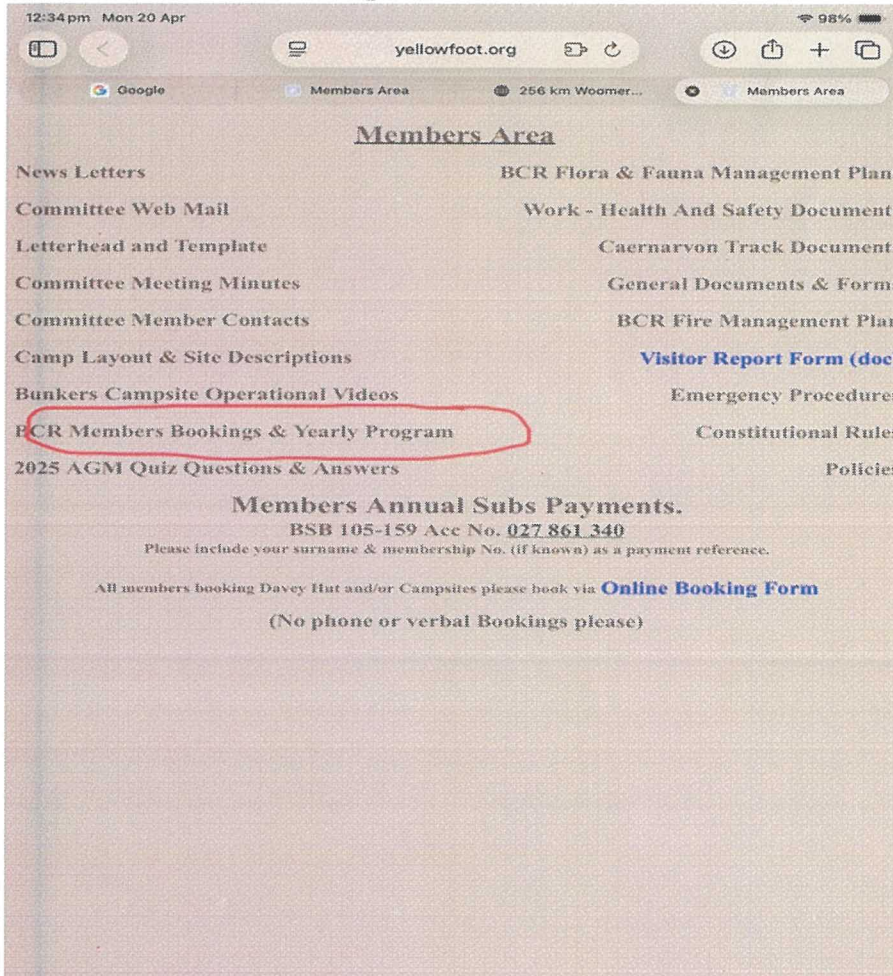 12:34 pm Mon 20 Apr
98%
yellowfoot.org
Google
Members Area
256 km Woomer...
Members Area
Members Area
News Letters
BCR Flora & Fauna Management Plan
Committee Web Mail
Work - Health And Safety Document
Letterhead and Template
Caernarvon Track Document
Committee Meeting Minutes
General Documents & Form
Committee Member Contacts
BCR Fire Management Plan
Camp Layout & Site Descriptions
Visitor Report Form (doc
Bunkers Campsite Operational Videos
Emergency Procedure
BCR Members Bookings & Yearly Program
Constitutional Rule
2025 AGM Quiz Questions & Answers
Policie
Members Annual Subs Payments.
BSB 105-159 Acc No. 027 861 340
Please include your surname & membership No. (if known) as a payment reference.
All members booking Davey Hut and/or Campsites please book via Online Booking Form
(No phone or verbal Bookings please)